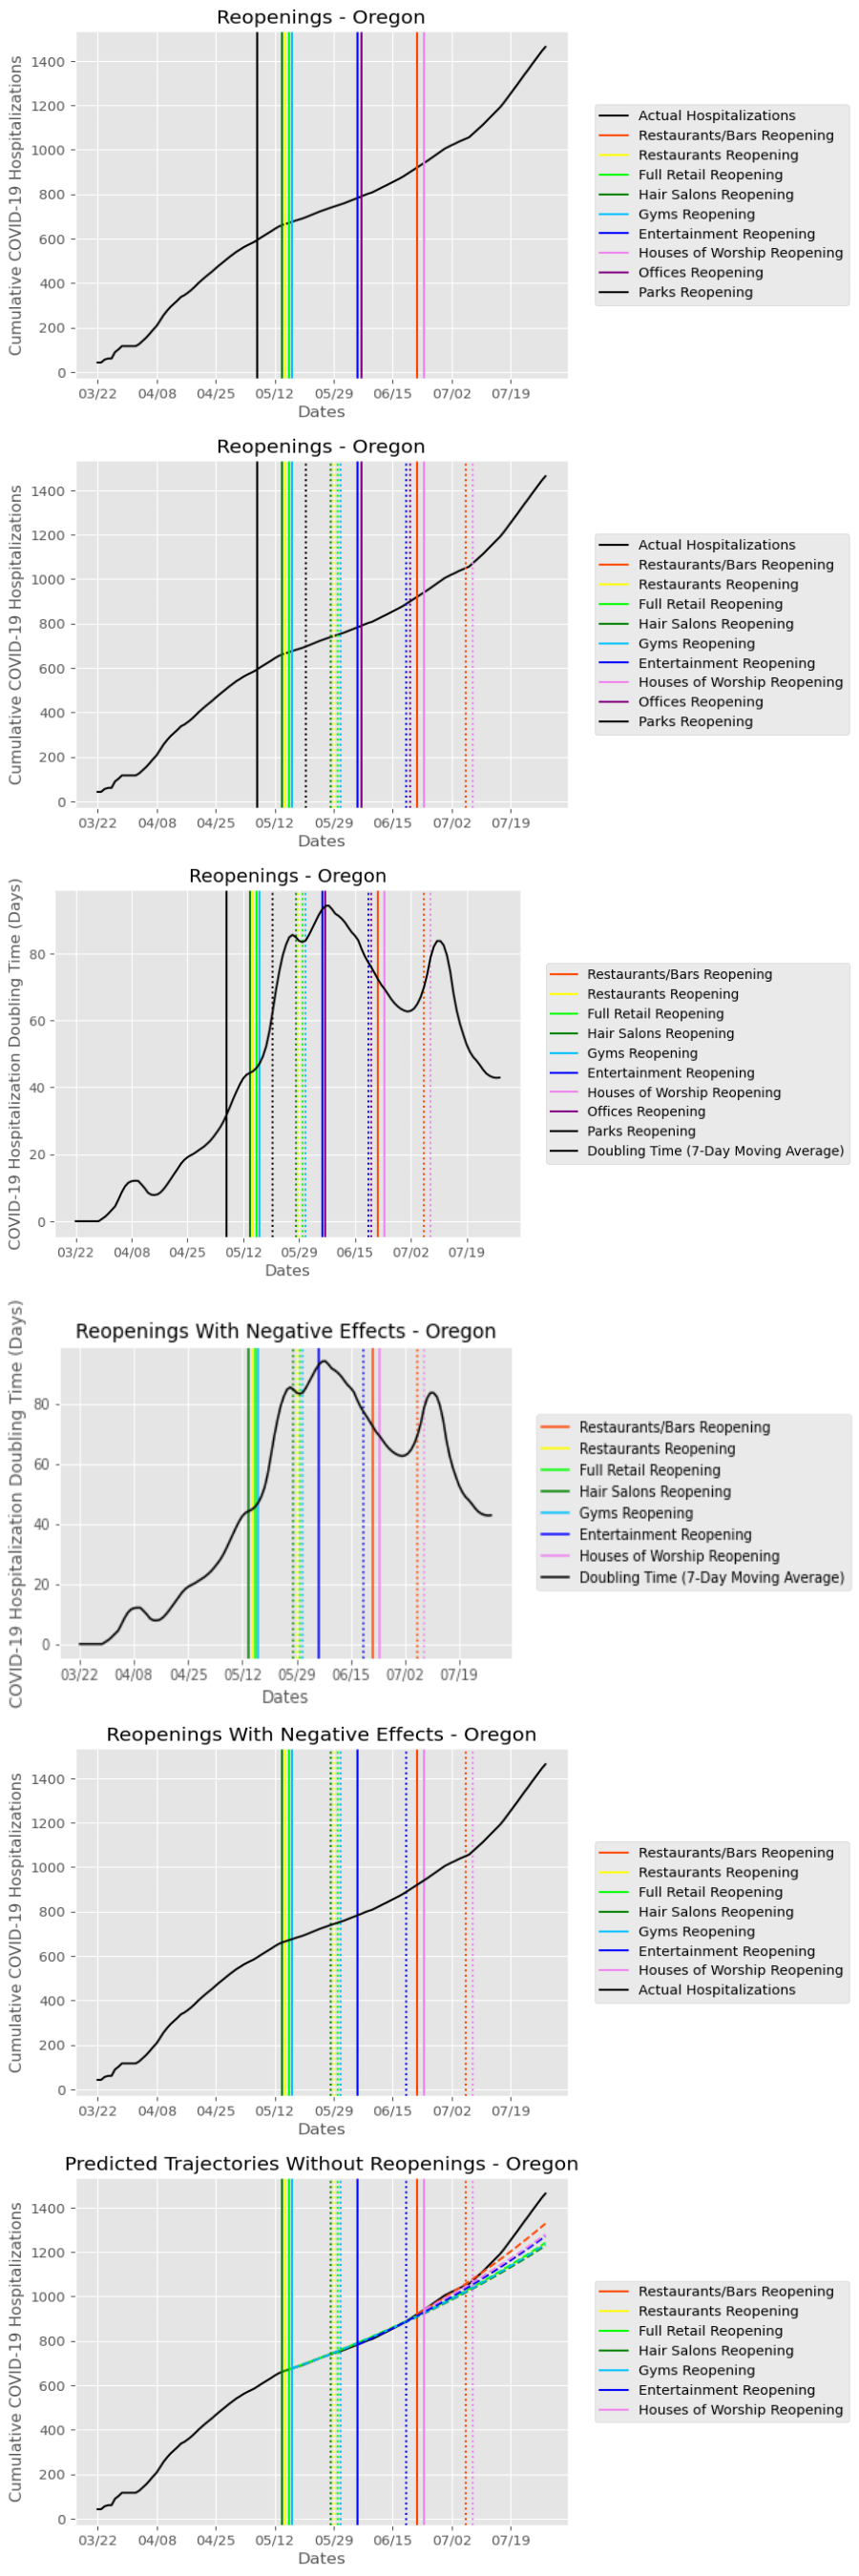 Reopenings - Oregon
Cumulative COVID-19 Hospitalizations
1400
1200
1000
800
600
400
200
0
03/22 04/08 04/25 05/12 05/29 06/15 07/02 07/19
Dates
Actual Hospitalizations
Restaurants/Bars Reopening
Restaurants Reopening
Full Retail Reopening
Hair Salons Reopening
Gyms Reopening
Entertainment Reopening
Houses of Worship Reopening
Offices Reopening
Parks Reopening
Reopenings - Oregon
Cumulative COVID-19 Hospitalizations
1400
1200
1000
800
600
400
200
0
03/22 04/08 04/25 05/12 05/29 06/15 07/02 07/19
Dates
Actual Hospitalizations
Restaurants/Bars Reopening
Restaurants Reopening
Full Retail Reopening
Hair Salons Reopening
Gyms Reopening
Entertainment Reopening
Houses of Worship Reopening
Offices Reopening
Parks Reopening
Reopenings - Oregon
COVID-19 Hospitalization Doubling Time (Days)
80
60
40
20
0
03/22 04/08 04/25 05/12 05/29 06/15 07/02 07/19
Dates
Restaurants/Bars Reopening
Restaurants Reopening
Full Retail Reopening
Hair Salons Reopening
Gyms Reopening
Entertainment Reopening
Houses of Worship Reopening
Offices Reopening
Parks Reopening
Doubling Time (7-Day Moving Average)
Reopenings With Negative Effects - Oregon
COVID-19 Hospitalization Doubling Time (Days)
80
60
40
20
0
03/22 04/08 04/25 05/12 05/29 06/15 07/02 07/19
Dates
Restaurants/Bars Reopening
Restaurants Reopening
Full Retail Reopening
Hair Salons Reopening
Gyms Reopening
Entertainment Reopening
Houses of Worship Reopening
Doubling Time (7-Day Moving Average)
Reopenings With Negative Effects - Oregon
Cumulative COVID-19 Hospitalizations
1400
1200
1000
800
600
400
200
0
03/22 04/08 04/25 05/12 05/29 06/15 07/02 07/19
Dates
Restaurants/Bars Reopening
Restaurants Reopening
Full Retail Reopening
Hair Salons Reopening
Gyms Reopening
Entertainment Reopening
Houses of Worship Reopening
Actual Hospitalizations
Predicted Trajectories Without Reopenings - Oregon
Cumulative COVID-19 Hospitalizations
1400
1200
1000
800
600
400
200
0
03/22 04/08 04/25 05/12 05/29 06/15 07/02 07/19
Dates
Restaurants/Bars Reopening
Restaurants Reopening
Full Retail Reopening
Hair Salons Reopening
Gyms Reopening
Entertainment Reopening
Houses of Worship Reopening